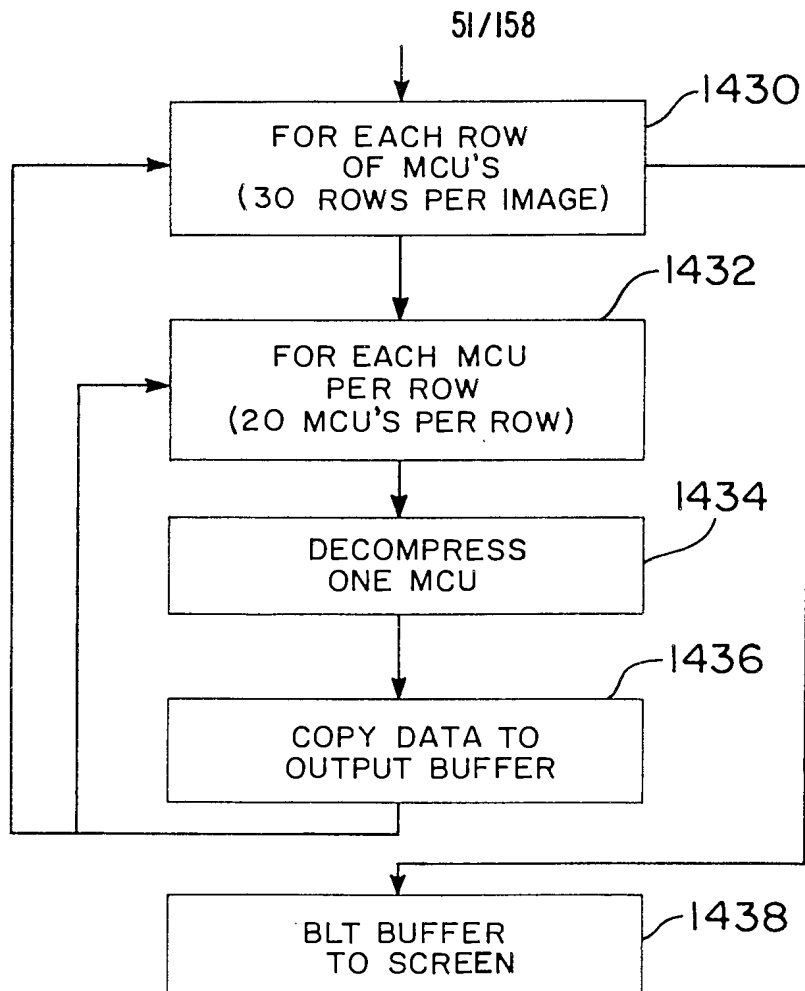 51/158
1430
FOR EACH ROW
OF MCU'S
(30 ROWS PER IMAGE)
1432
FOR EACH MCU
PER ROW
(20 MCU'S PER ROW)
1434
DECOMPRESS
ONE MCU
1436
COPY DATA TO
OUTPUT BUFFER
1438
BLT BUFFER
TO SCREEN